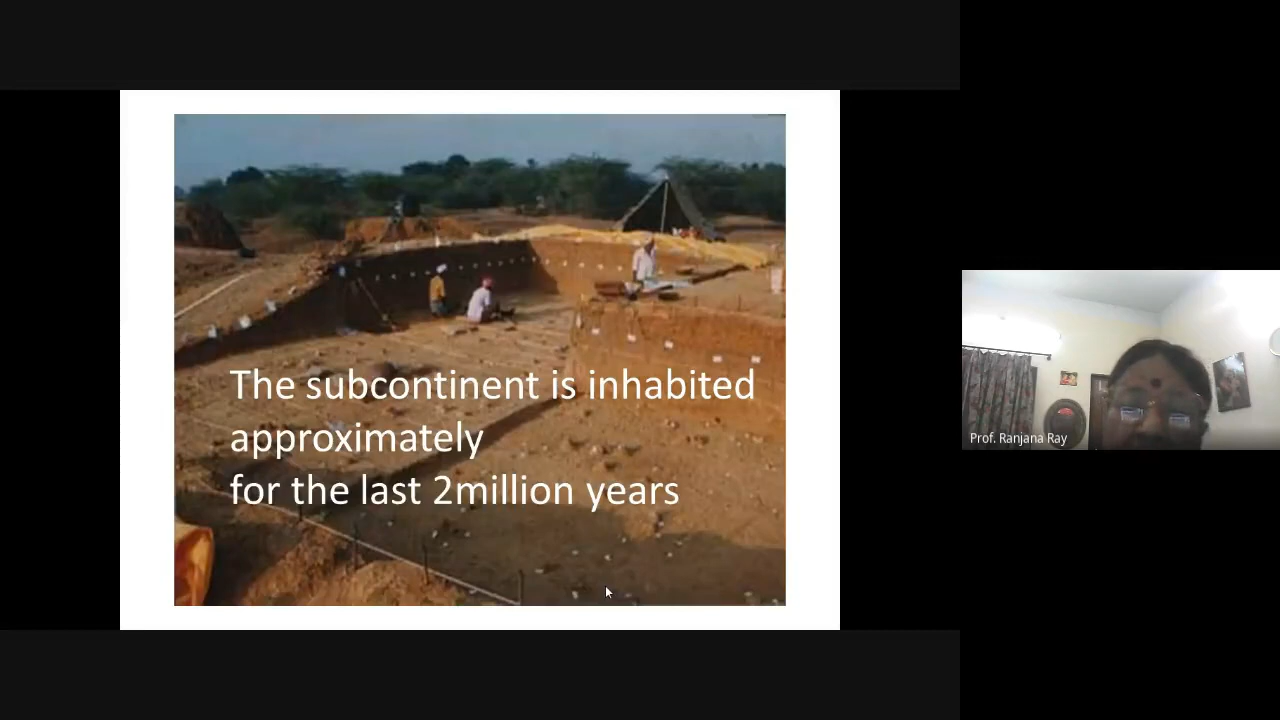 The subcontinent is inhabited
approximately
for the last 2million years
Prof. Ranjana Ray